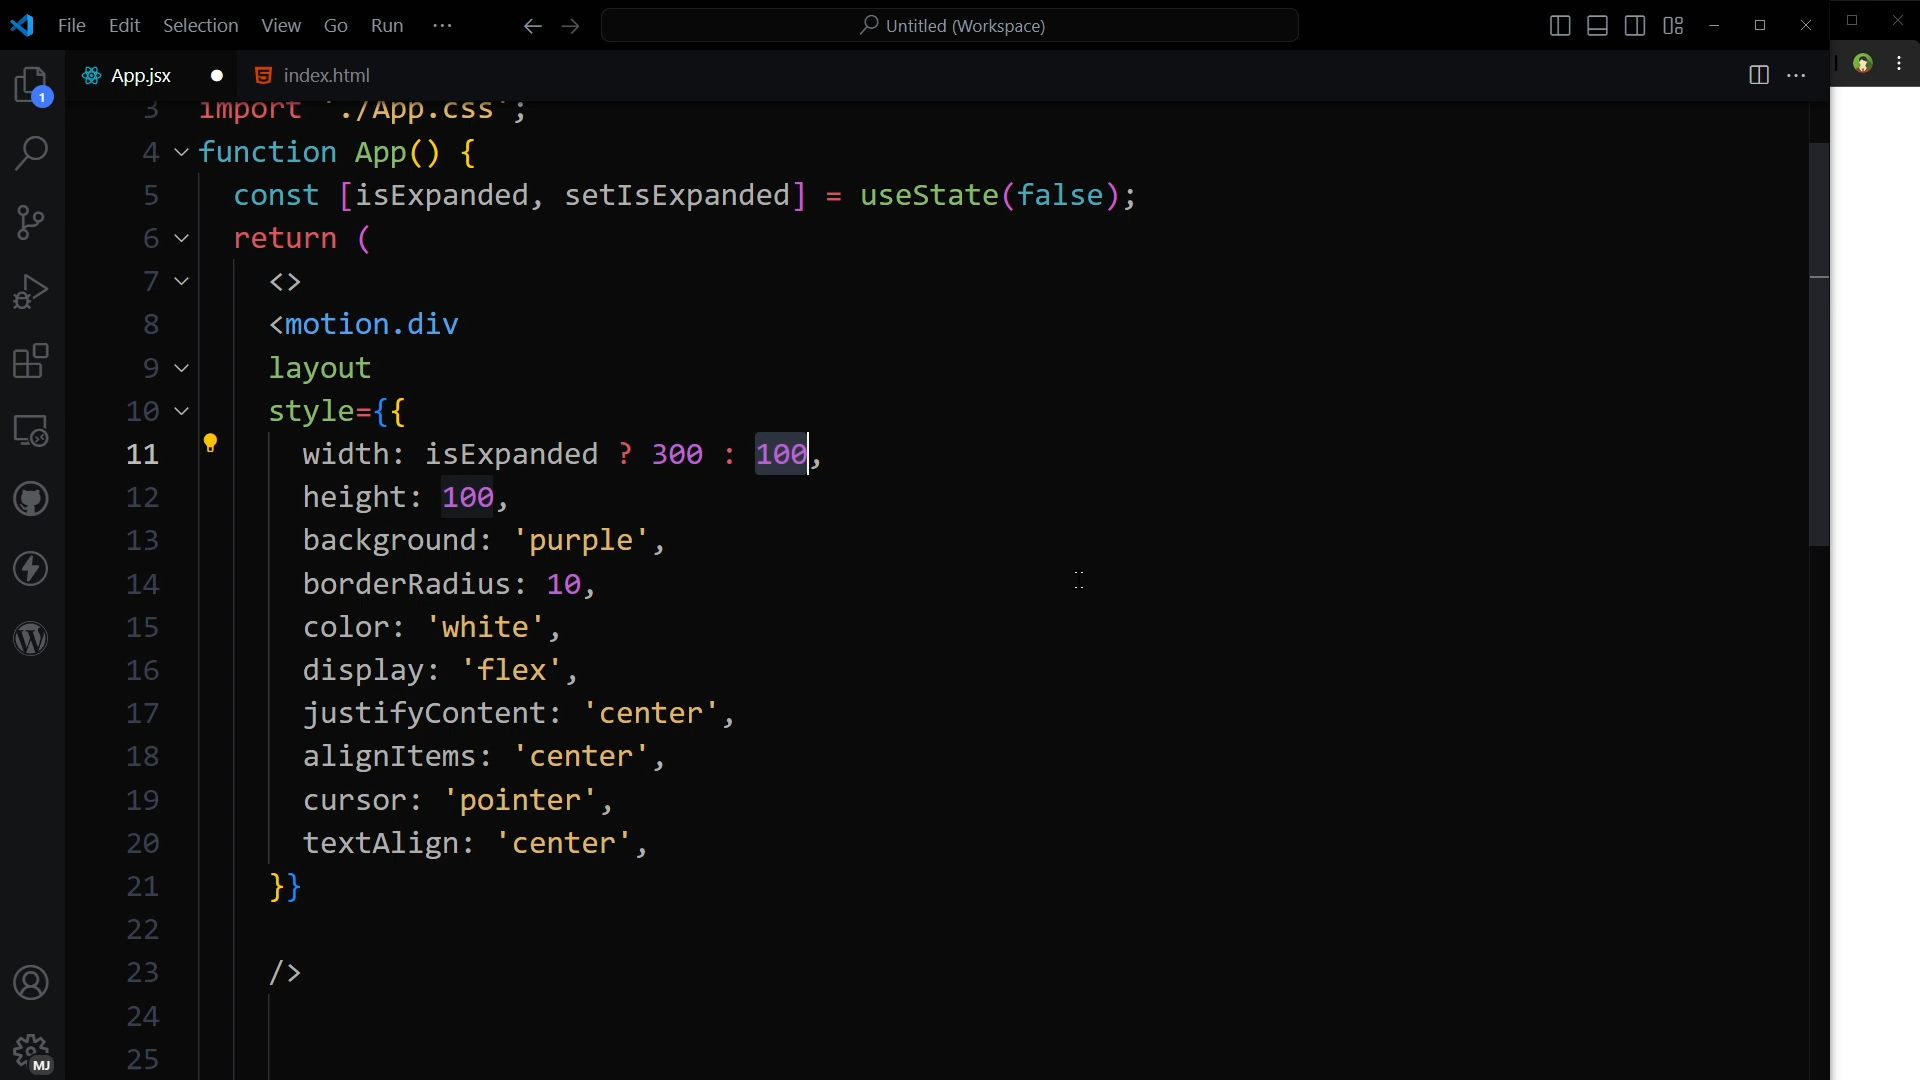 File Edit Selection View Go Run ··· Untitled (Workspace)
1
App.jsx index.html
3 import './App.css';
4 function App() {
5 const [isExpanded, setIsExpanded] = useState(false);
6 return (
7 <>
8 <motion.div
9 layout
10 style={{
11 width: isExpanded ? 300 : 100,
12 height: 100,
13 background: 'purple',
14 borderRadius: 10,
15 color: 'white',
16 display: 'flex',
17 justifyContent: 'center',
18 alignItems: 'center',
19 cursor: 'pointer',
20 textAlign: 'center',
21 }}
22
23 />
24
25
MJ